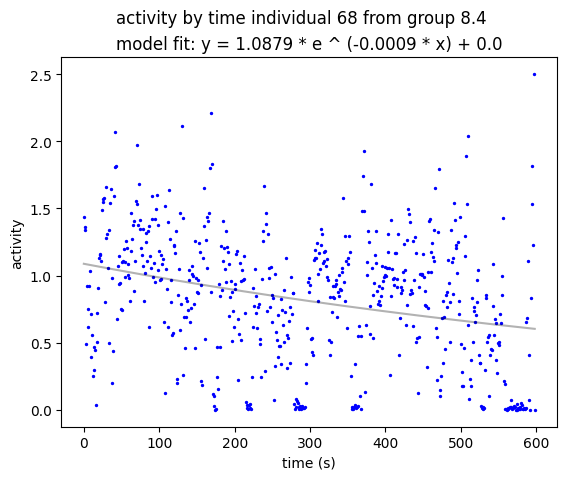 activity by time individual 68 from group 8.4
model fit: y = 1.0879 * e ^ (-0.0009 * x) + 0.0
2.5
2.0
1.5
1.0
0.5
0.0
activity
0 100 200 300 400 500 600
time (s)